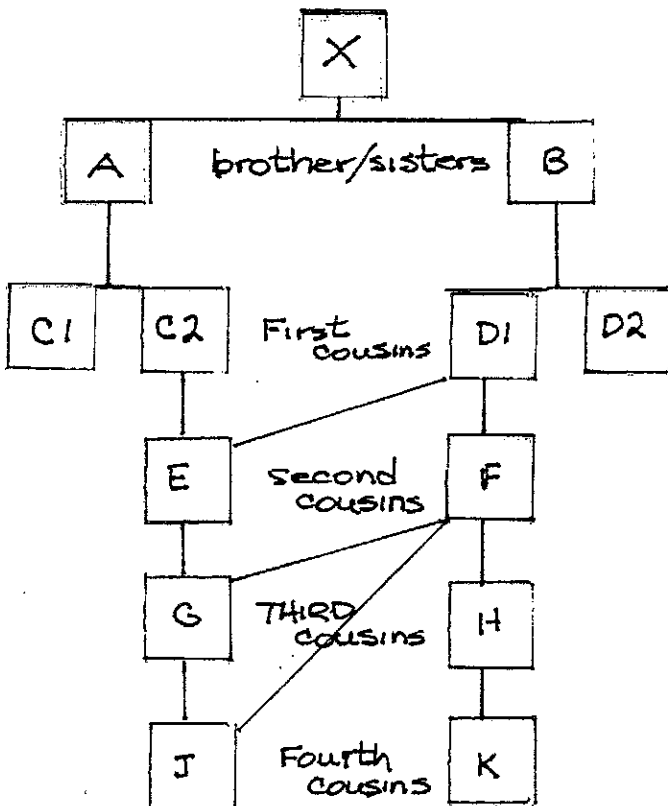 X
A brother/sisters B
C1 C2 First cousins D1 D2
E second cousins F
G THIRD cousins H
J Fourth cousins K